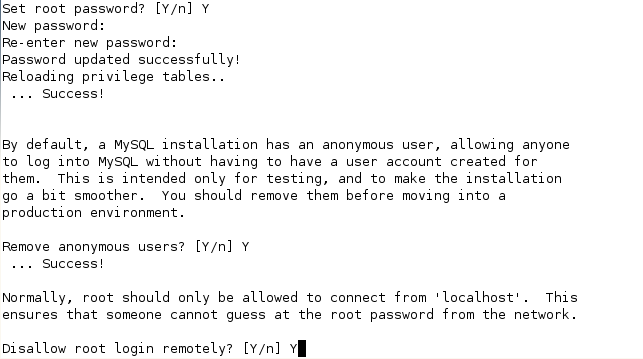 Set root password? [Y/n] Y
New password:
Re-enter new password:
Password updated successfully!
Reloading privilege tables..
 ... Success!
By default, a MySQL installation has an anonymous user, allowing anyone
to log into MySQL without having to have a user account created for
them.  This is intended only for testing, and to make the installation
go a bit smoother.  You should remove them before moving into a
production environment.
Remove anonymous users? [Y/n] Y
 ... Success!
Normally, root should only be allowed to connect from 'localhost'.  This
ensures that someone cannot guess at the root password from the network.
Disallow root login remotely? [Y/n] Y